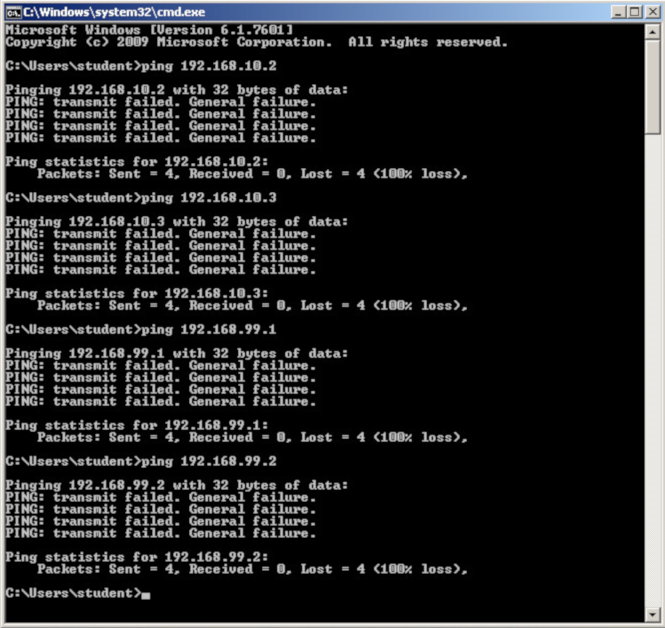 C:\Windows\system32\cmd.exe
Microsoft Windows [Version 6.1.7601]
Copyright (c) 2009 Microsoft Corporation.  All rights reserved.
C:\Users\student>ping 192.168.10.2
Pinging 192.168.10.2 with 32 bytes of data:
PING: transmit failed. General failure.
PING: transmit failed. General failure.
PING: transmit failed. General failure.
PING: transmit failed. General failure.
Ping statistics for 192.168.10.2:
    Packets: Sent = 4, Received = 0, Lost = 4 (100% loss),
C:\Users\student>ping 192.168.10.3
Pinging 192.168.10.3 with 32 bytes of data:
PING: transmit failed. General failure.
PING: transmit failed. General failure.
PING: transmit failed. General failure.
PING: transmit failed. General failure.
Ping statistics for 192.168.10.3:
    Packets: Sent = 4, Received = 0, Lost = 4 (100% loss),
C:\Users\student>ping 192.168.99.1
Pinging 192.168.99.1 with 32 bytes of data:
PING: transmit failed. General failure.
PING: transmit failed. General failure.
PING: transmit failed. General failure.
PING: transmit failed. General failure.
Ping statistics for 192.168.99.1:
    Packets: Sent = 4, Received = 0, Lost = 4 (100% loss),
C:\Users\student>ping 192.168.99.2
Pinging 192.168.99.2 with 32 bytes of data:
PING: transmit failed. General failure.
PING: transmit failed. General failure.
PING: transmit failed. General failure.
PING: transmit failed. General failure.
Ping statistics for 192.168.99.2:
    Packets: Sent = 4, Received = 0, Lost = 4 (100% loss),
C:\Users\student>